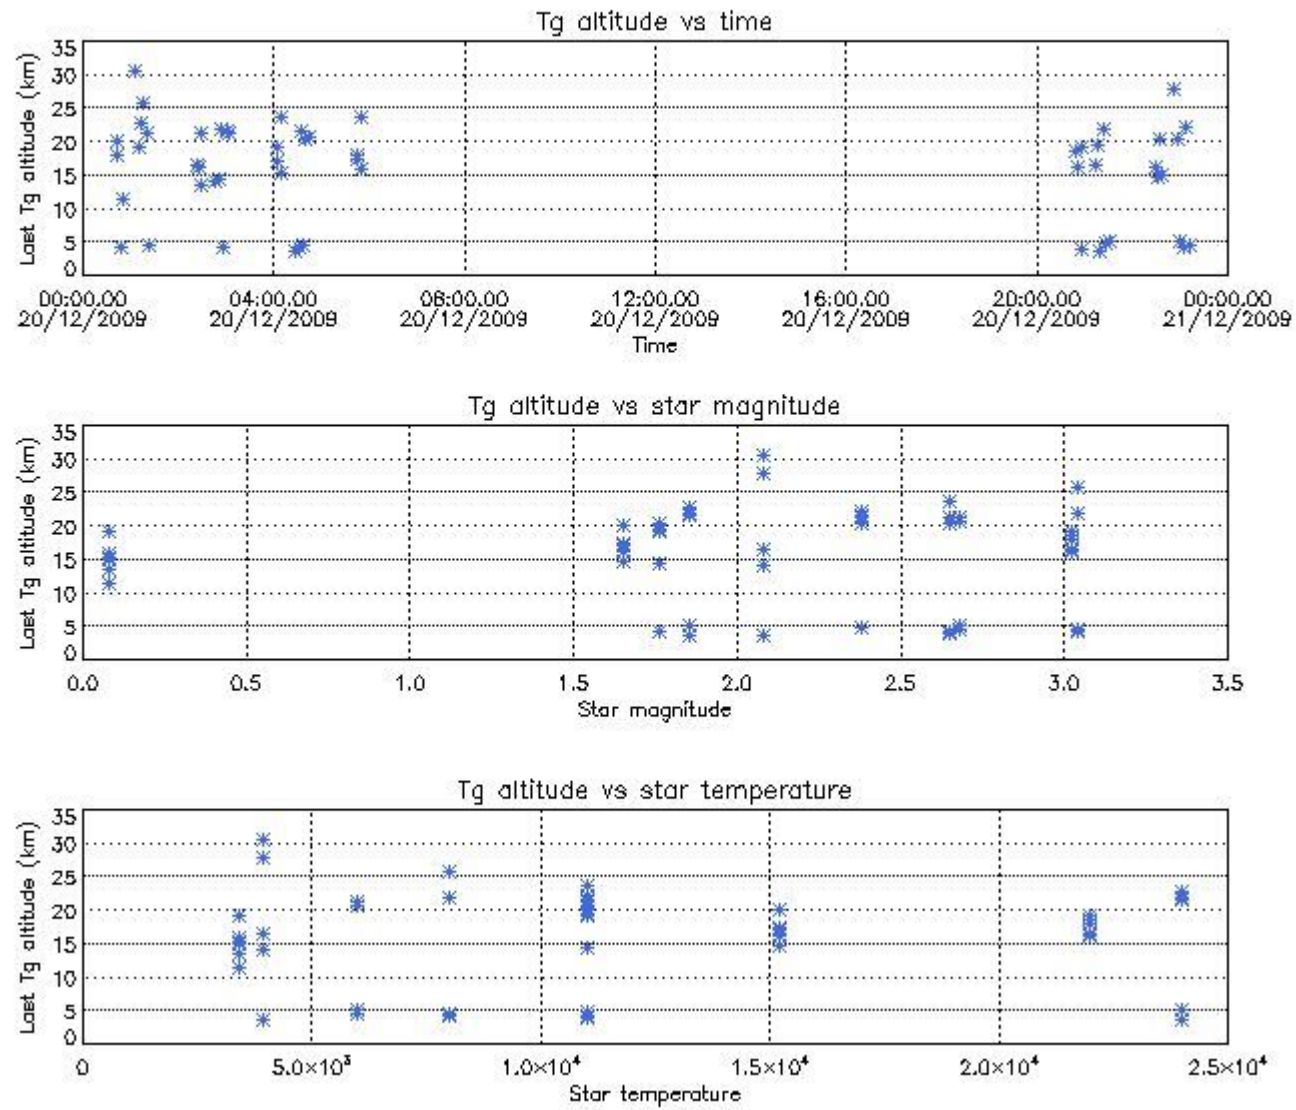 Tg altitude vs time
Last Tg altitude (km)
35
30
25
20
15
10
5
0
00:00.00 04:00.00 08:00.00 12:00.00 16:00.00 20:00.00 00:00.00
20/12/2009 20/12/2009 20/12/2009 20/12/2009 20/12/2009 20/12/2009 21/12/2009
Time
Tg altitude vs star magnitude
Last Tg altitude (km)
35
30
25
20
15
10
5
0
0.0 0.5 1.0 1.5 2.0 2.5 3.0 3.5
Star magnitude
Tg altitude vs star temperature
Last Tg altitude (km)
35
30
25
20
15
10
5
0
0 5.0×10³ 1.0×10⁴ 1.5×10⁴ 2.0×10⁴ 2.5×10⁴
Star temperature